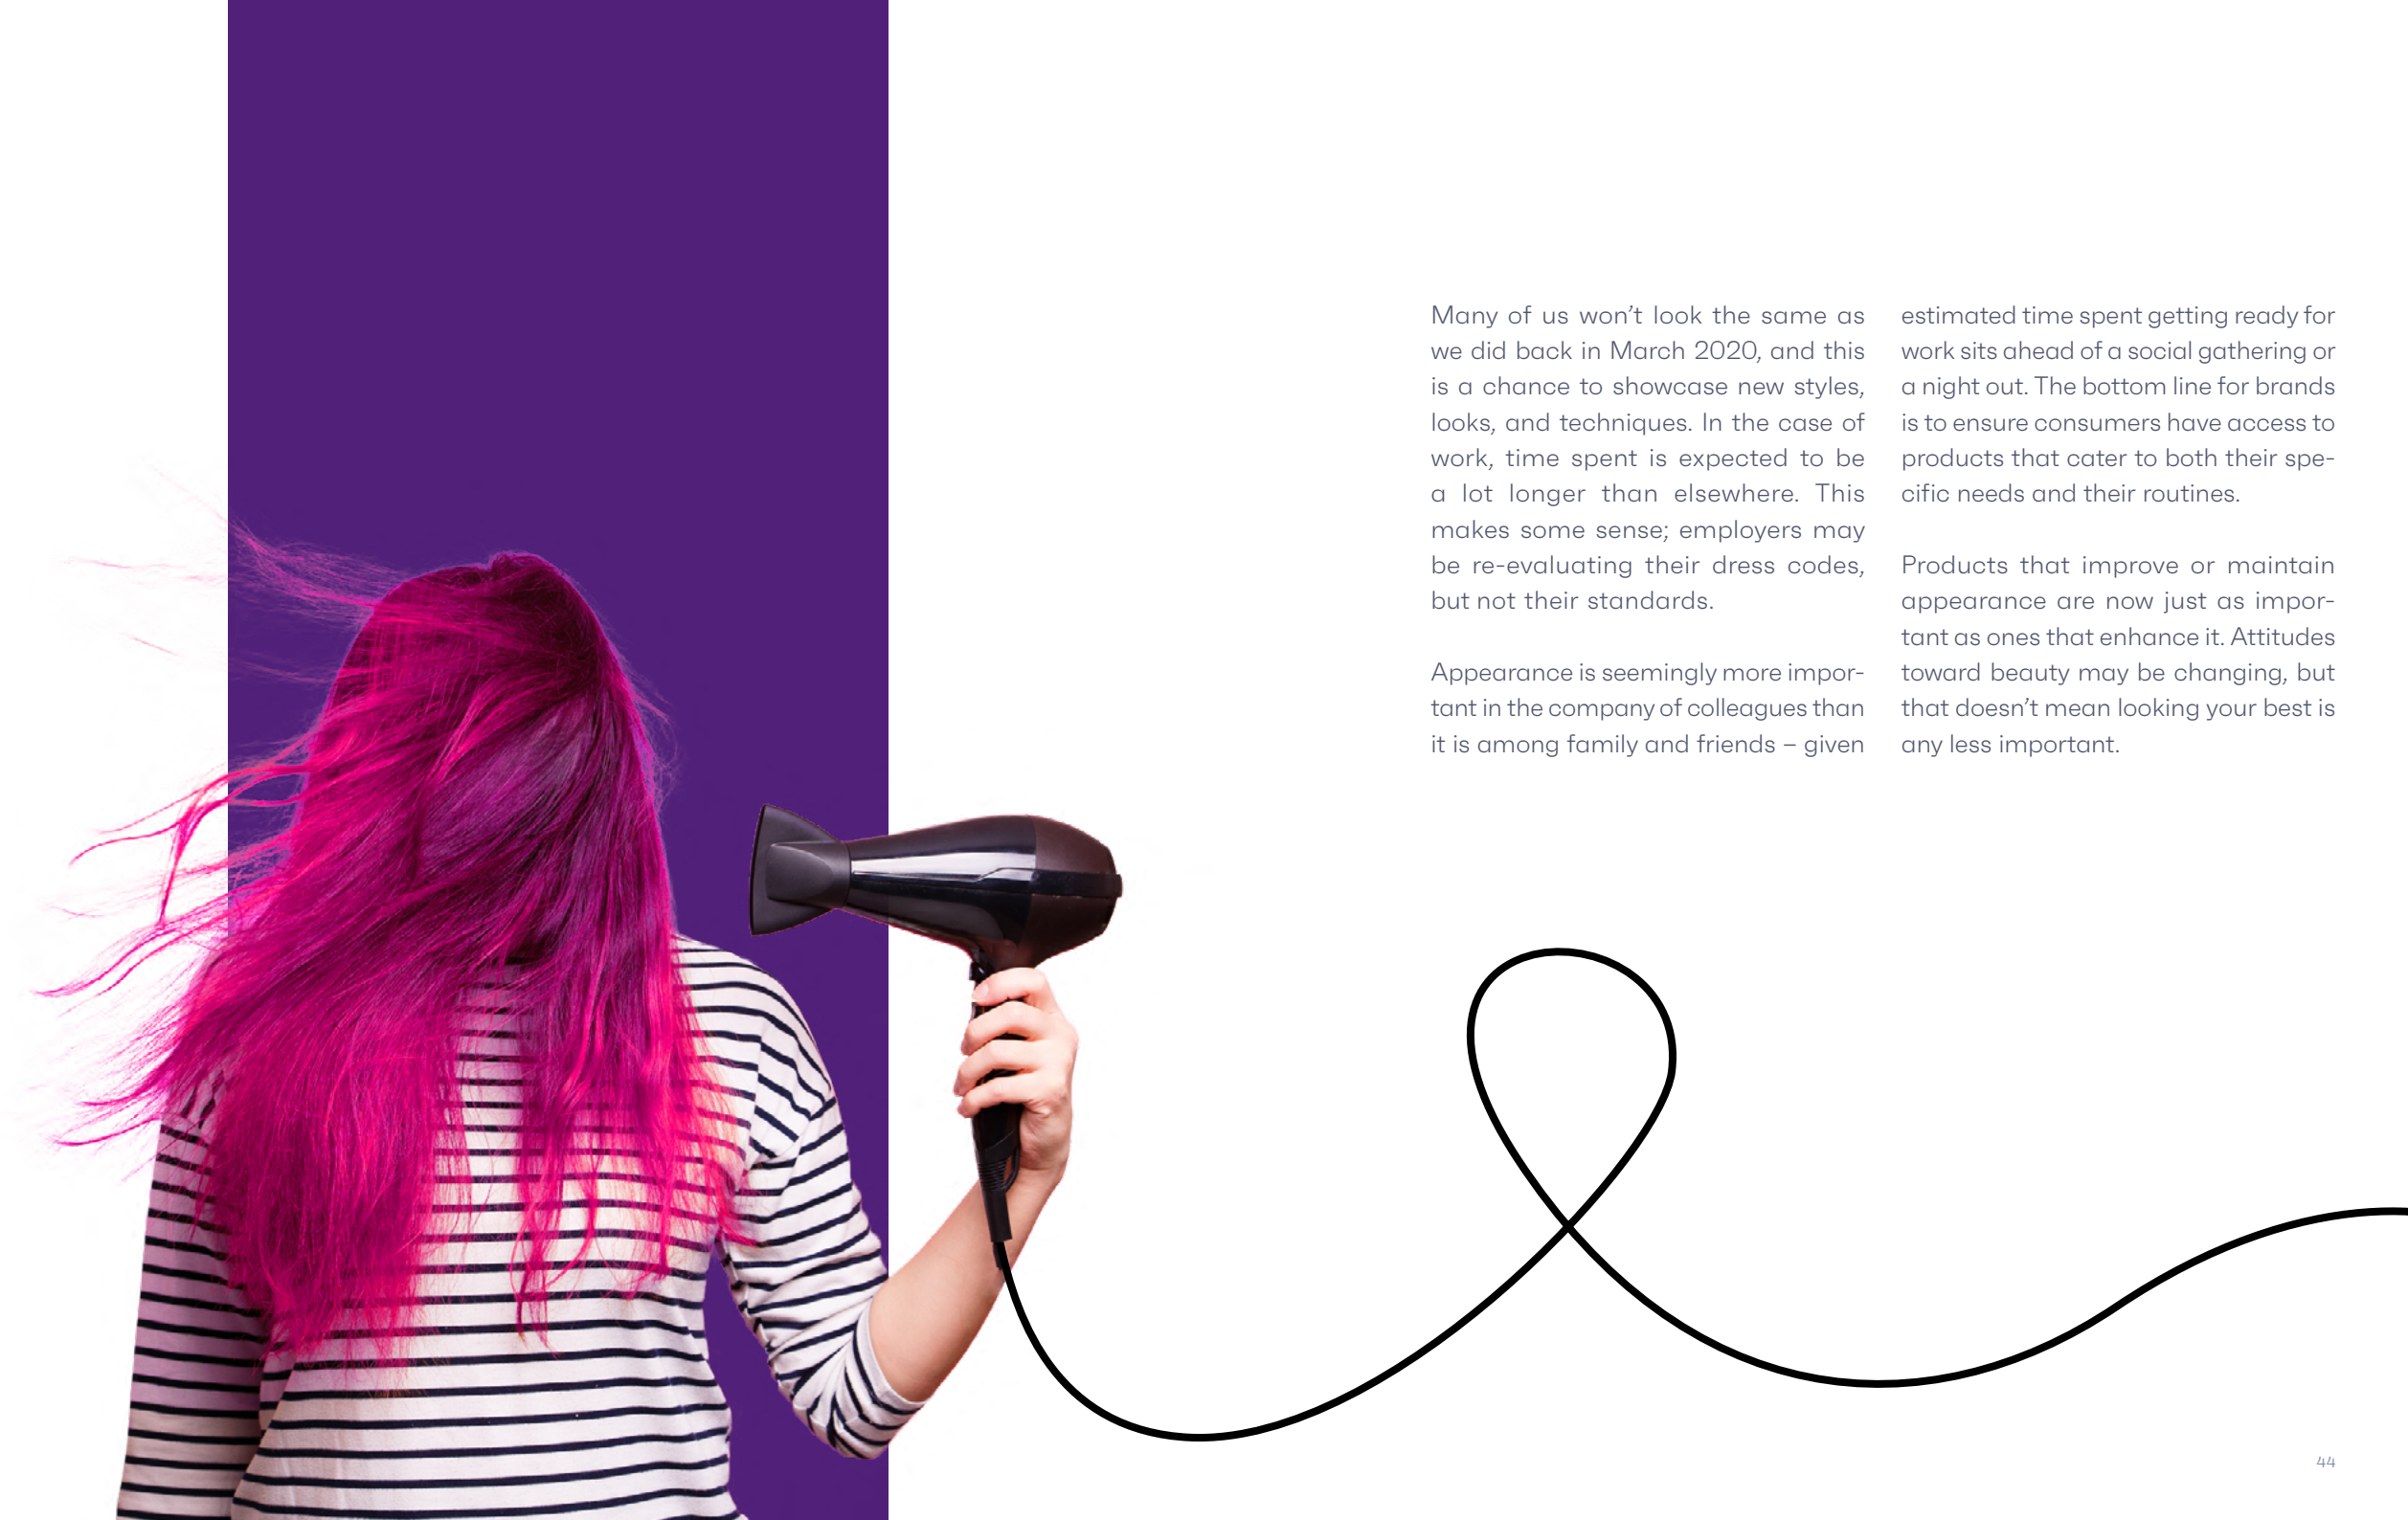 Many of us won’t look the same as
we did back in March 2020, and this
is a chance to showcase new styles,
looks, and techniques. In the case of
work, time spent is expected to be
a lot longer than elsewhere. This
makes some sense; employers may
be re-evaluating their dress codes,
but not their standards.
Appearance is seemingly more impor-
tant in the company of colleagues than
it is among family and friends – given
estimated time spent getting ready for
work sits ahead of a social gathering or
a night out. The bottom line for brands
is to ensure consumers have access to
products that cater to both their spe-
cific needs and their routines.
Products that improve or maintain
appearance are now just as impor-
tant as ones that enhance it. Attitudes
toward beauty may be changing, but
that doesn’t mean looking your best is
any less important.
44